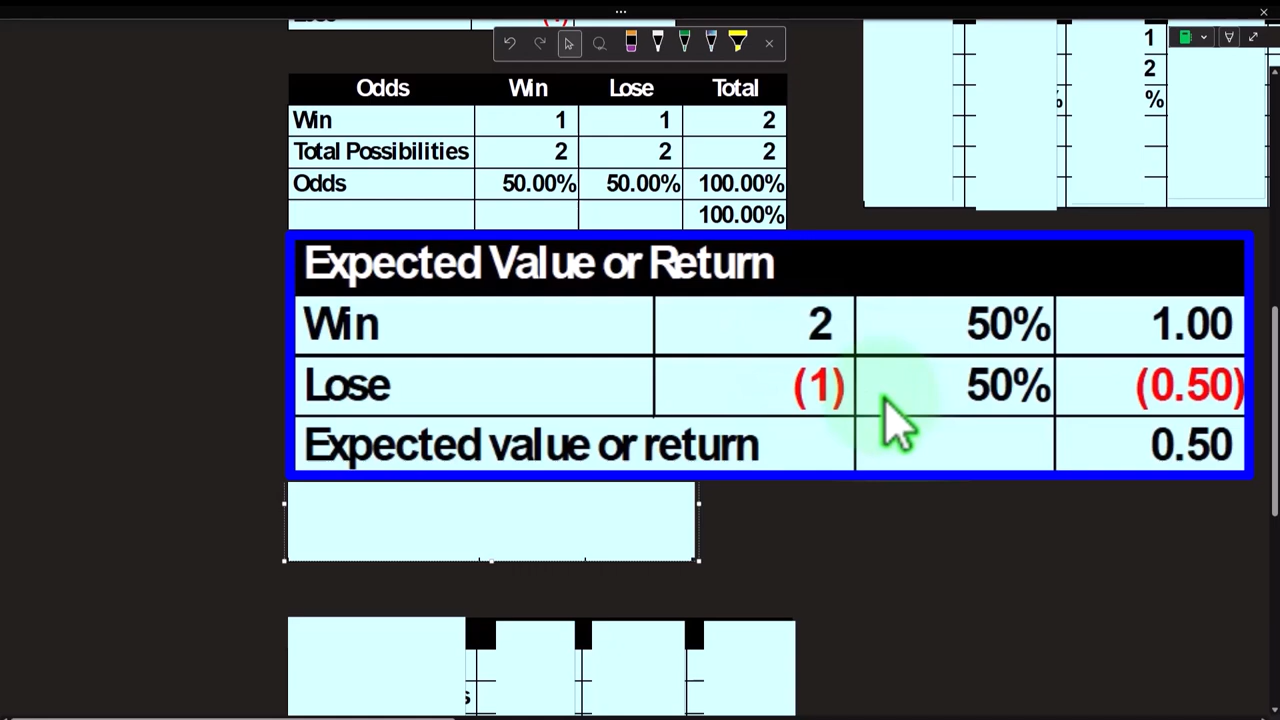 Odds Win Lose Total
Win 1 1 2
Total Possibilities 2 2 2
Odds 50.00% 50.00% 100.00%
100.00%
Expected Value or Return
Win 2 50% 1.00
Lose (1) 50% (0.50)
Expected value or return 0.50
1
2
%
s